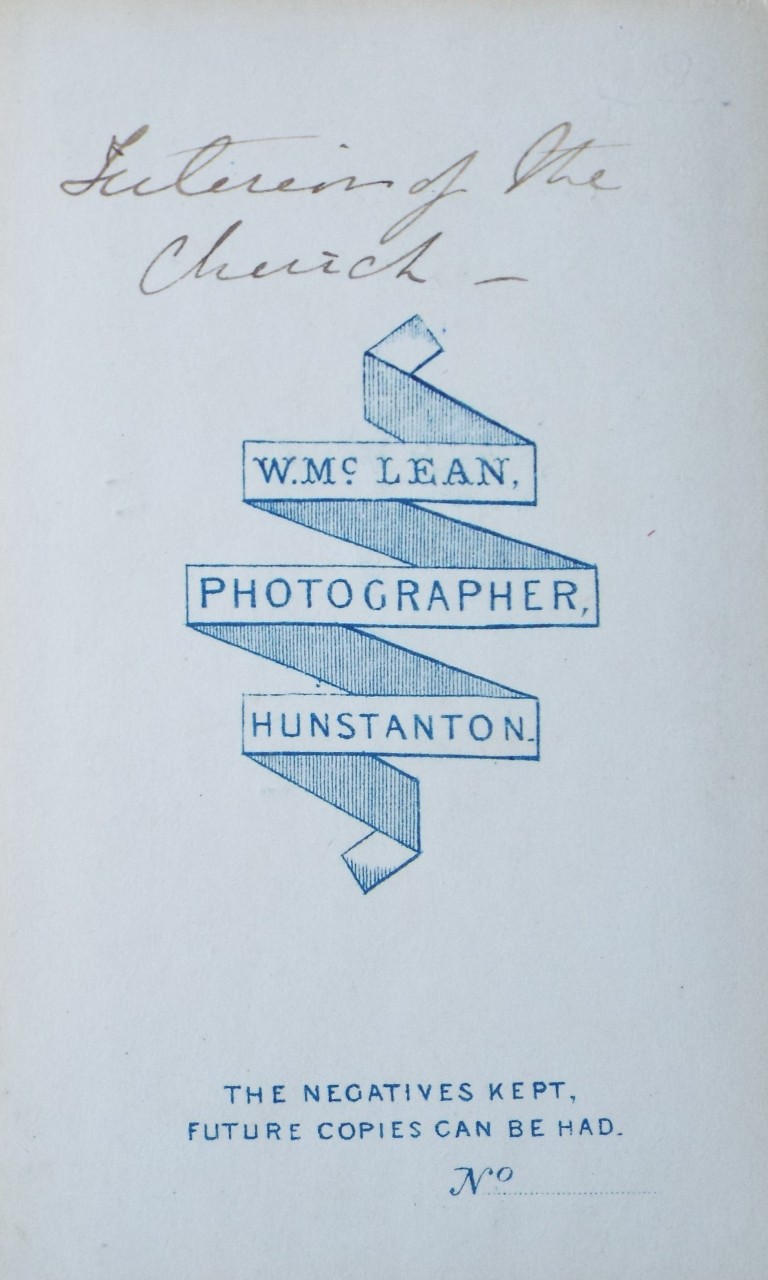 Interior of the
Church –
W. Mc LEAN,
PHOTOGRAPHER,
HUNSTANTON.
THE NEGATIVES KEPT,
FUTURE COPIES CAN BE HAD.
No